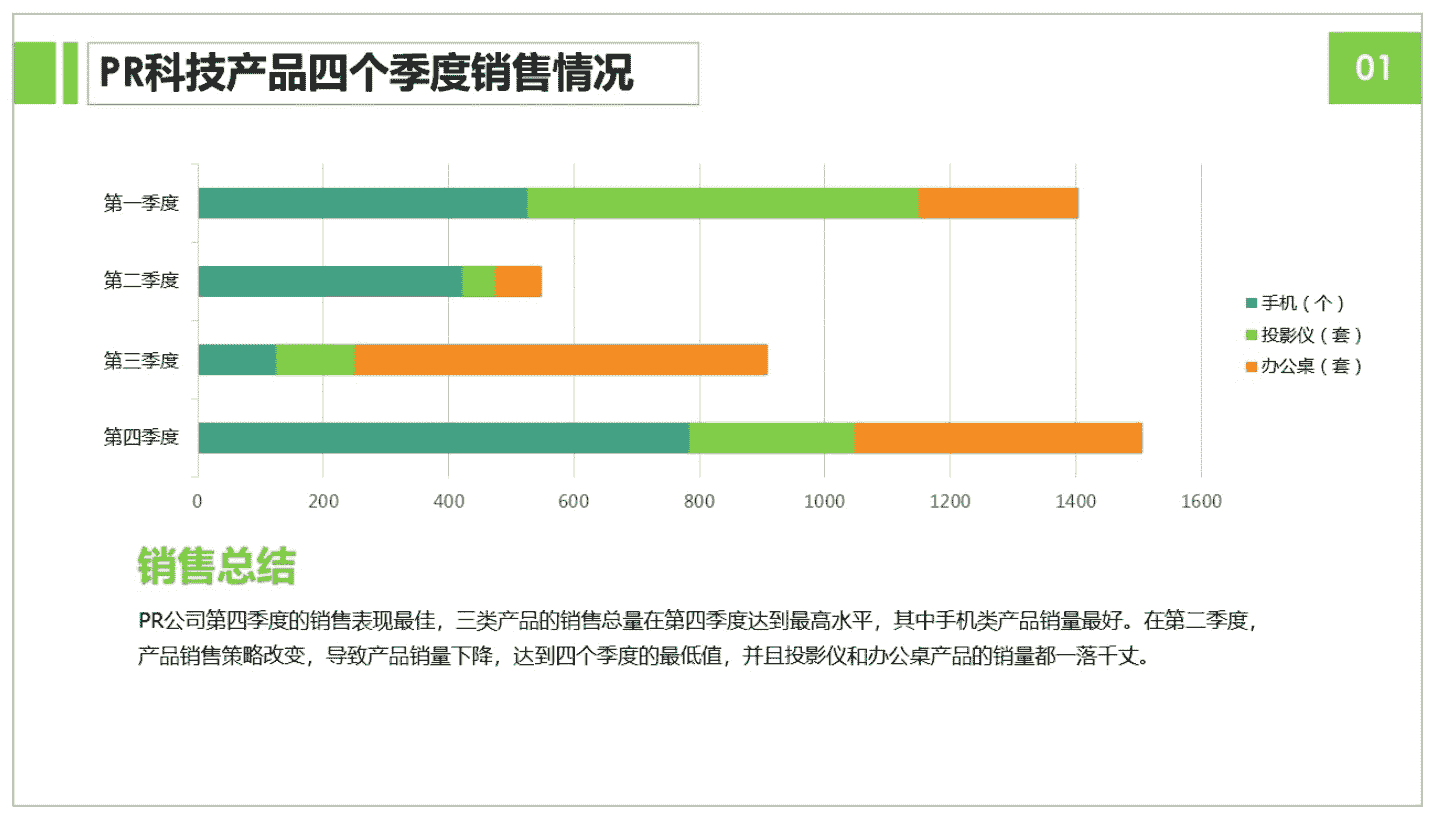 PR科技产品四个季度销售情况
01
第一季度
第二季度
第三季度
第四季度
0 200 400 600 800 1000 1200 1400 1600
手机（个）
投影仪（套）
办公桌（套）
销售总结
PR公司第四季度的销售表现最佳，三类产品的销售总量在第四季度达到最高水平，其中手机类产品销量最好。在第二季度，
产品销售策略改变，导致产品销量下降，达到四个季度的最低值，并且投影仪和办公桌产品的销量都一落千丈。